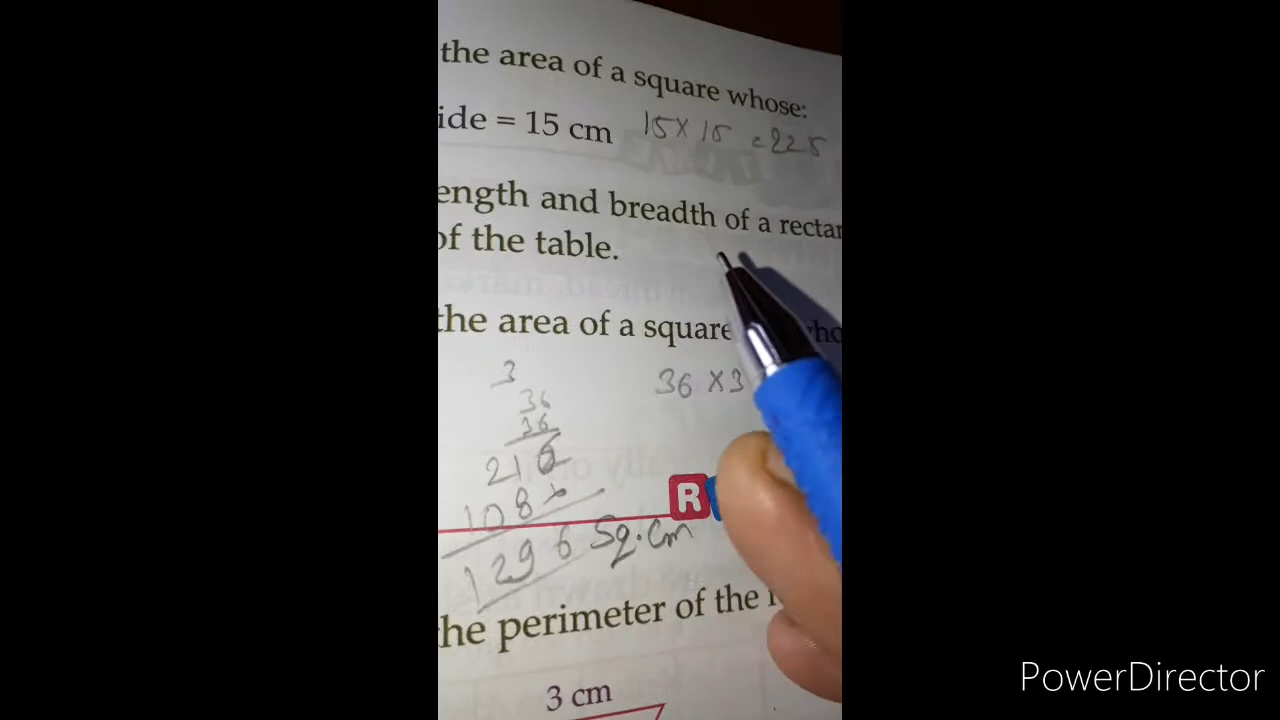 the area of a square whose:
ide = 15 cm 15 × 15 = 225
ength and breadth of a rectan
of the table.
the area of a square who
3
36
36
216
108×
1296 Sq.cm
36 × 3
R
the perimeter of the
3 cm
PowerDirector